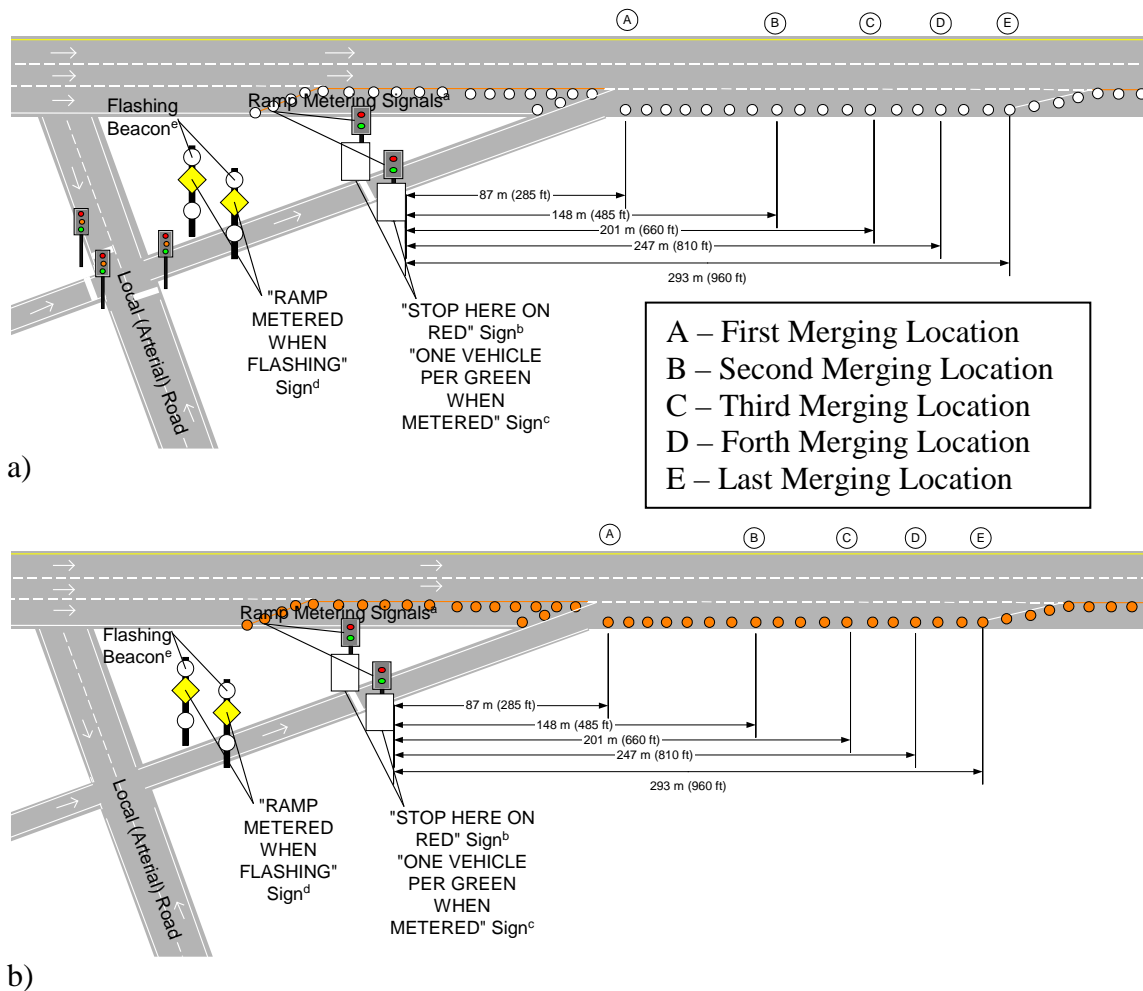 A B C D E
Ramp Metering Signals^a
Flashing
Beacon^e
87 m (285 ft)
148 m (485 ft)
201 m (660 ft)
247 m (810 ft)
293 m (960 ft)
Local (Arterial) Road
"RAMP
METERED
WHEN
FLASHING"
Sign^d
"STOP HERE ON
RED" Sign^b
"ONE VEHICLE
PER GREEN
WHEN
METERED" Sign^c
A – First Merging Location
B – Second Merging Location
C – Third Merging Location
D – Forth Merging Location
E – Last Merging Location
a)
A B C D E
Ramp Metering Signals^a
Flashing
Beacon^e
87 m (285 ft)
148 m (485 ft)
201 m (660 ft)
247 m (810 ft)
293 m (960 ft)
Local (Arterial) Road
"RAMP
METERED
WHEN
FLASHING"
Sign^d
"STOP HERE ON
RED" Sign^b
"ONE VEHICLE
PER GREEN
WHEN
METERED" Sign^c
b)